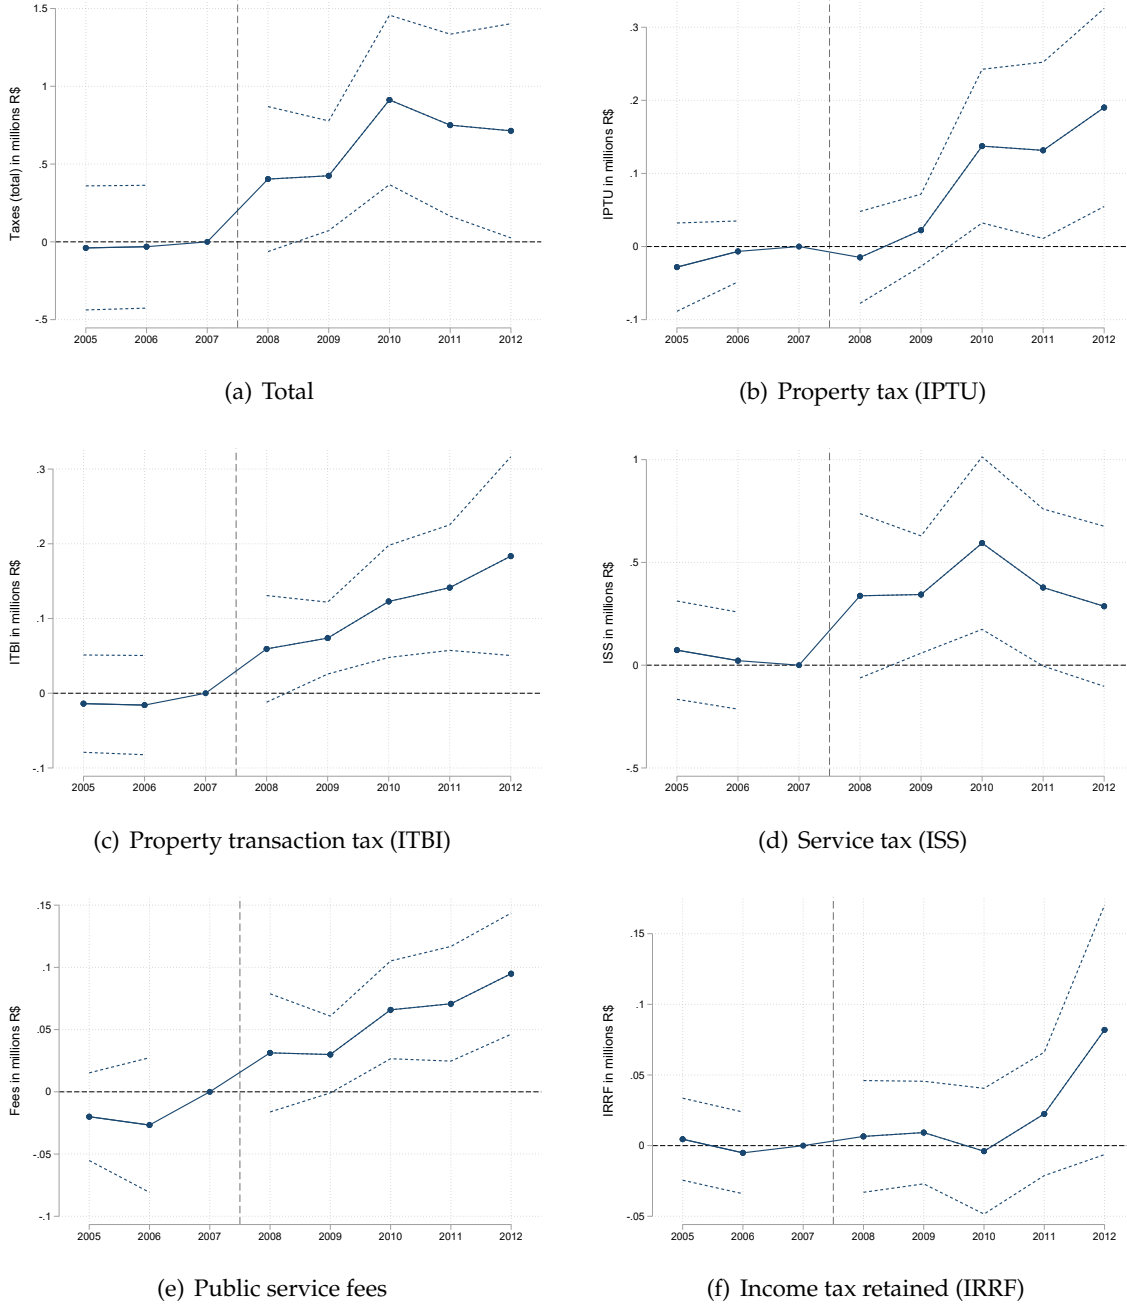 Taxes (total) in millions R$
1.5
1
.5
0
-.5
2005 2006 2007 2008 2009 2010 2011 2012
(a) Total
IPTU in millions R$
.3
.2
.1
0
-.1
2005 2006 2007 2008 2009 2010 2011 2012
(b) Property tax (IPTU)
ITBI in millions R$
.3
.2
.1
0
-.1
2005 2006 2007 2008 2009 2010 2011 2012
(c) Property transaction tax (ITBI)
ISS in millions R$
1
.5
0
-.5
2005 2006 2007 2008 2009 2010 2011 2012
(d) Service tax (ISS)
Fees in millions R$
.15
.1
.05
0
-.05
-.1
2005 2006 2007 2008 2009 2010 2011 2012
(e) Public service fees
IRRF in millions R$
.15
.1
.05
0
-.05
2005 2006 2007 2008 2009 2010 2011 2012
(f) Income tax retained (IRRF)